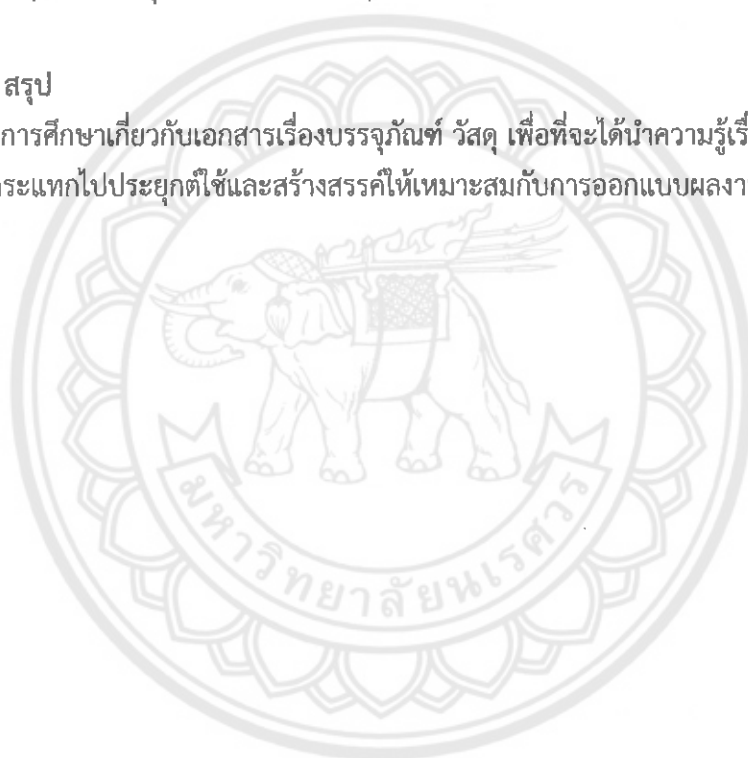 สรุป
การศึกษาเกี่ยวกับเอกสารเรื่องบรรจุภัณฑ์ วัสดุ เพื่อที่จะได้นำความรู้เรื่
กระแทกไปประยุกต์ใช้และสร้างสรรค์ให้เหมาะสมกับการออกแบบผลงา
มหาวิทยาลัยนเรศวร